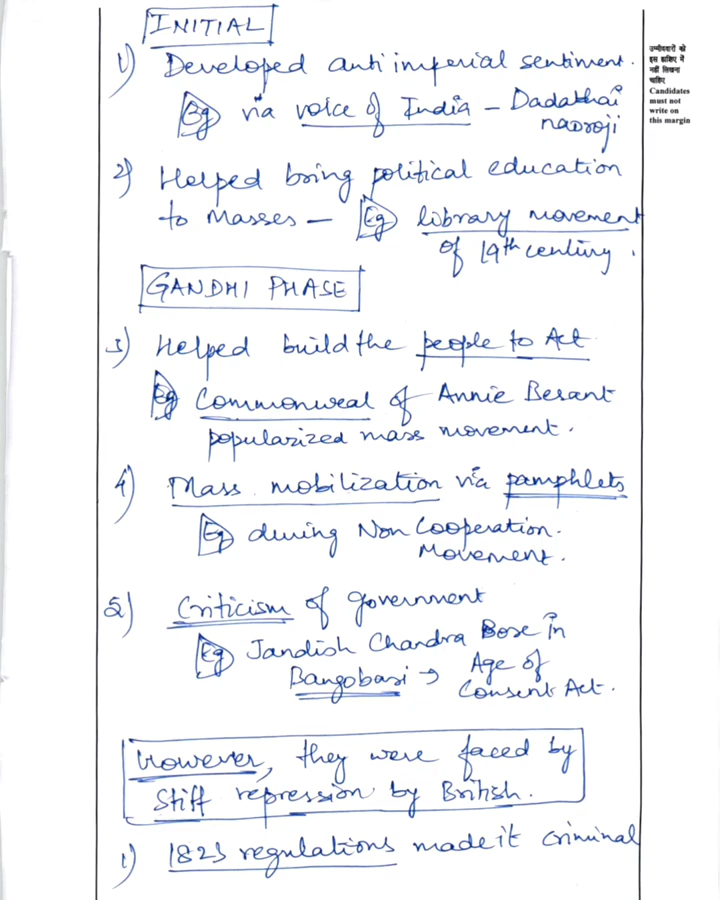 INITIAL
1) Developed anti imperial sentiment.
Eg via voice of India - Dadabhai
naoroji
2) Helped bring political education
to Masses - Eg library movement
of 19th century.
GANDHI PHASE
3) Helped build the people to Act
Eg Commonweal of Annie Besant
popularized mass movement.
4) Mass mobilization via pamphlets
Eg during Non Cooperation
Movement.
5) Criticism of government
Eg Jandish Chandra Bose in
Bangobasi → Age of
Consent Act.
However, they were faced by
stiff repression by British.
1) 1823 regulations made it criminal
उम्मीदवारों को
इस हाशिए में
नहीं लिखना
चाहिए
Candidates
must not
write on
this margin